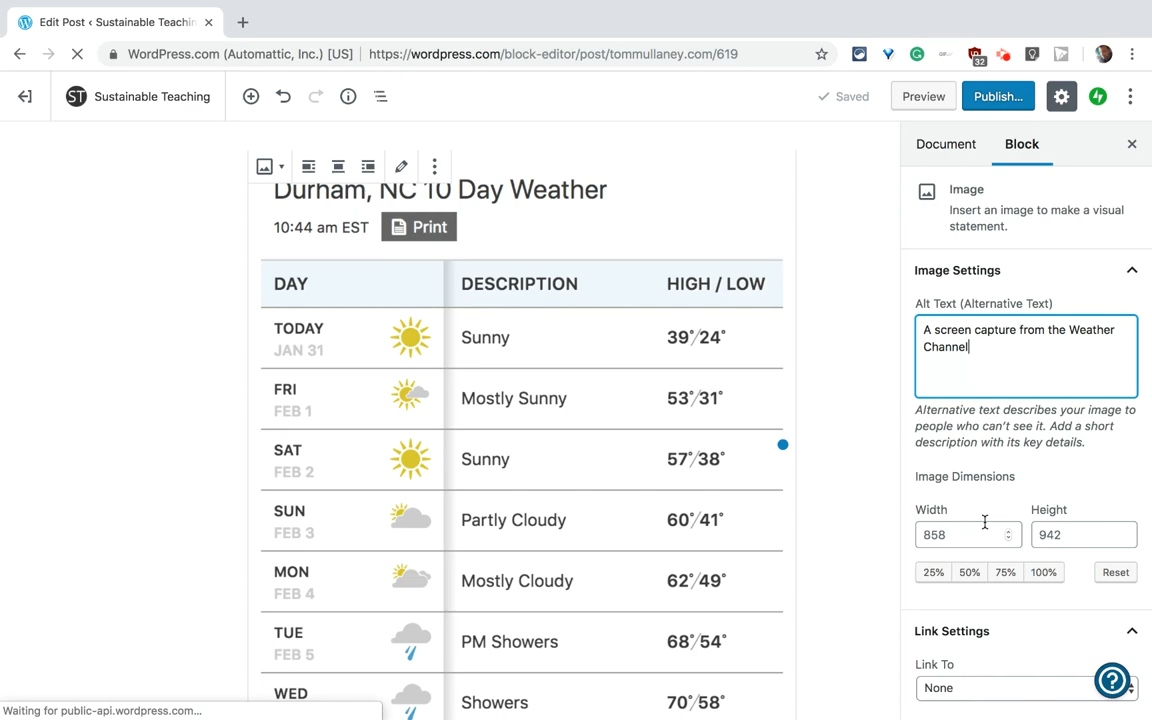 Edit Post ‹ Sustainable Teachin
WordPress.com (Automattic, Inc.) [US]
https://wordpress.com/block-editor/post/tommullaney.com/619
32
ST Sustainable Teaching
Saved
Preview
Publish...
Document
Block
Image
Insert an image to make a visual
statement.
Image Settings
Alt Text (Alternative Text)
A screen capture from the Weather
Channel
Alternative text describes your image to
people who can't see it. Add a short
description with its key details.
Image Dimensions
Width
Height
858
942
25%
50%
75%
100%
Reset
Link Settings
Link To
None
Durham, NC 10 Day Weather
10:44 am EST
Print
DAY
DESCRIPTION
HIGH / LOW
TODAY
JAN 31
Sunny
39°/24°
FRI
FEB 1
Mostly Sunny
53°/31°
SAT
FEB 2
Sunny
57°/38°
SUN
FEB 3
Partly Cloudy
60°/41°
MON
FEB 4
Mostly Cloudy
62°/49°
TUE
FEB 5
PM Showers
68°/54°
WED
Showers
70°/58°
Waiting for public-api.wordpress.com...